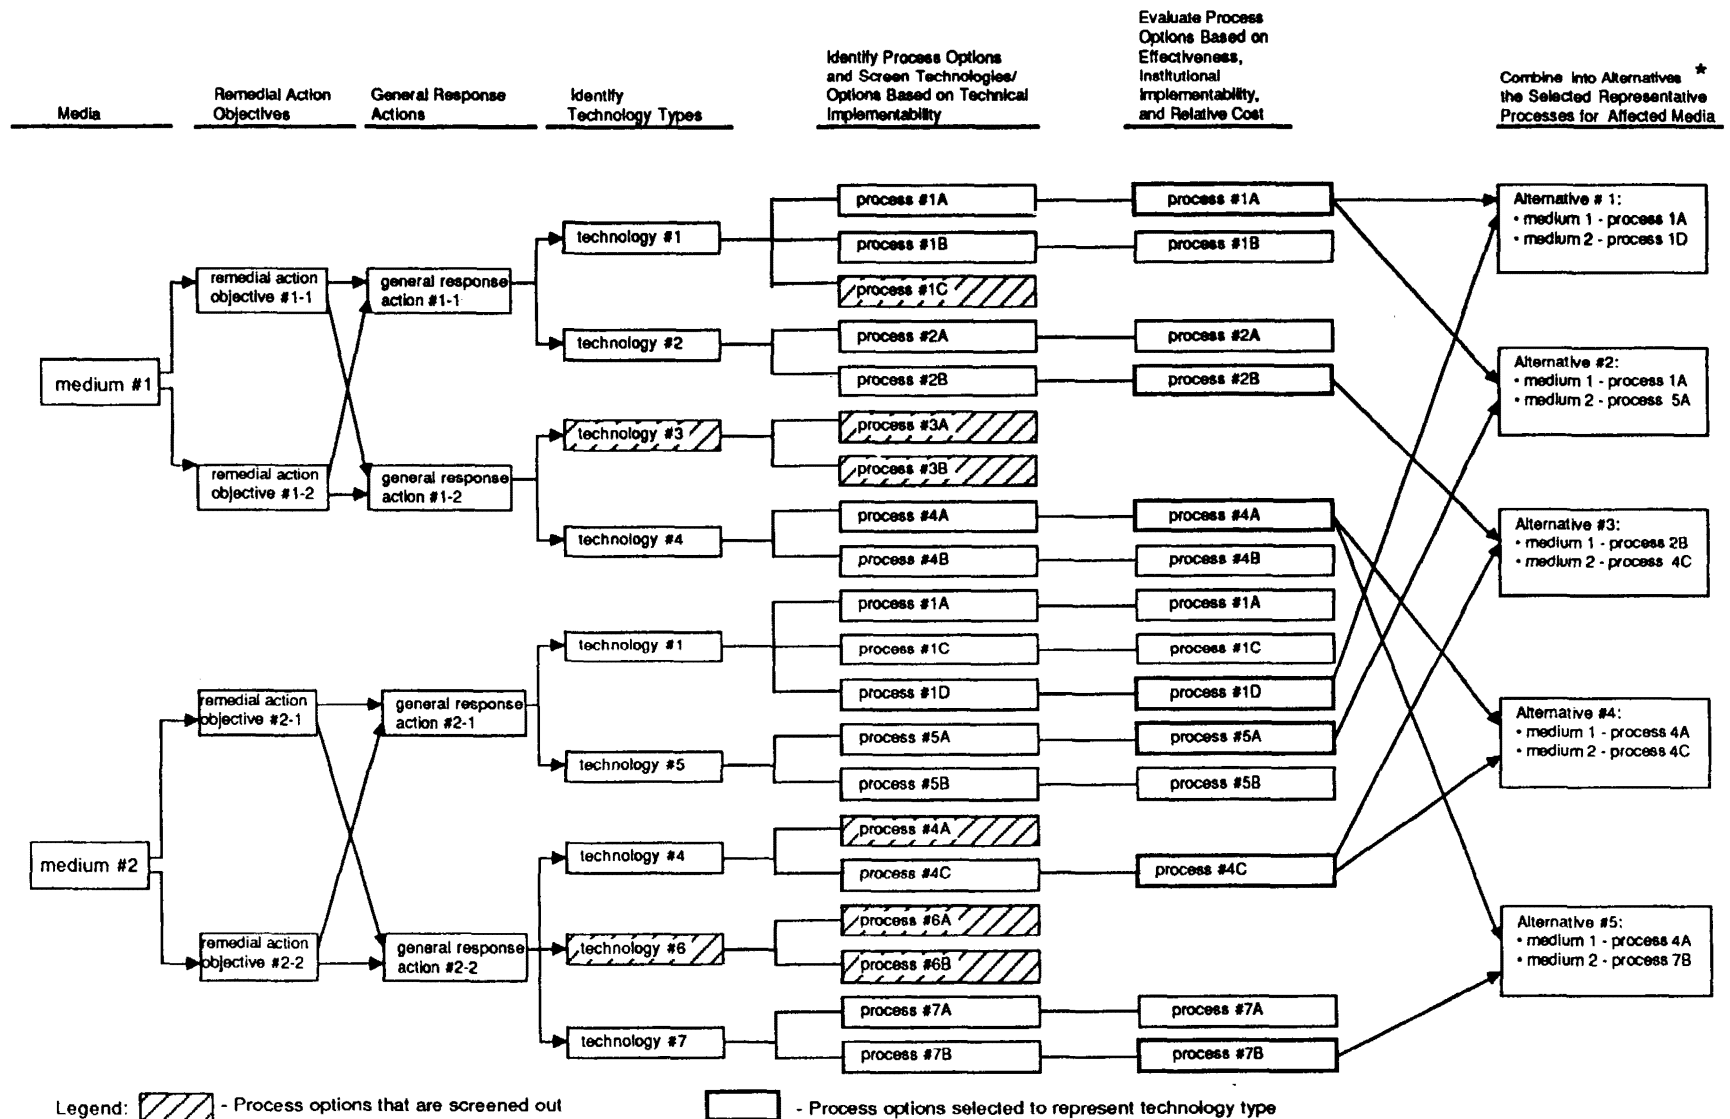 Media
Remedial Action
Objectives
General Response
Actions
Identify
Technology Types
Identify Process Options
and Screen Technologies/
Options Based on Technical
Implementability
Evaluate Process
Options Based on
Effectiveness,
Institutional
Implementability,
and Relative Cost
Combine into Alternatives *
the Selected Representative
Processes for Affected Media
medium #1
remedial action
objective #1-1
remedial action
objective #1-2
general response
action #1-1
general response
action #1-2
technology #1
technology #2
technology #3
technology #4
process #1A
process #1B
process #1C
process #2A
process #2B
process #3A
process #3B
process #4A
process #4B
process #1A
process #1B
process #2A
process #2B
process #4A
process #4B
medium #2
remedial action
objective #2-1
remedial action
objective #2-2
general response
action #2-1
general response
action #2-2
technology #1
technology #5
technology #4
technology #6
technology #7
process #1A
process #1C
process #1D
process #5A
process #5B
process #4A
process #4C
process #6A
process #6B
process #7A
process #7B
process #1A
process #1C
process #1D
process #5A
process #5B
process #4C
process #7A
process #7B
Alternative # 1:
• medium 1 - process 1A
• medium 2 - process 1D
Alternative #2:
• medium 1 - process 1A
• medium 2 - process 5A
Alternative #3:
• medium 1 - process 2B
• medium 2 - process 4C
Alternative #4:
• medium 1 - process 4A
• medium 2 - process 4C
Alternative #5:
• medium 1 - process 4A
• medium 2 - process 7B
Legend: - Process options that are screened out
- Process options selected to represent technology type